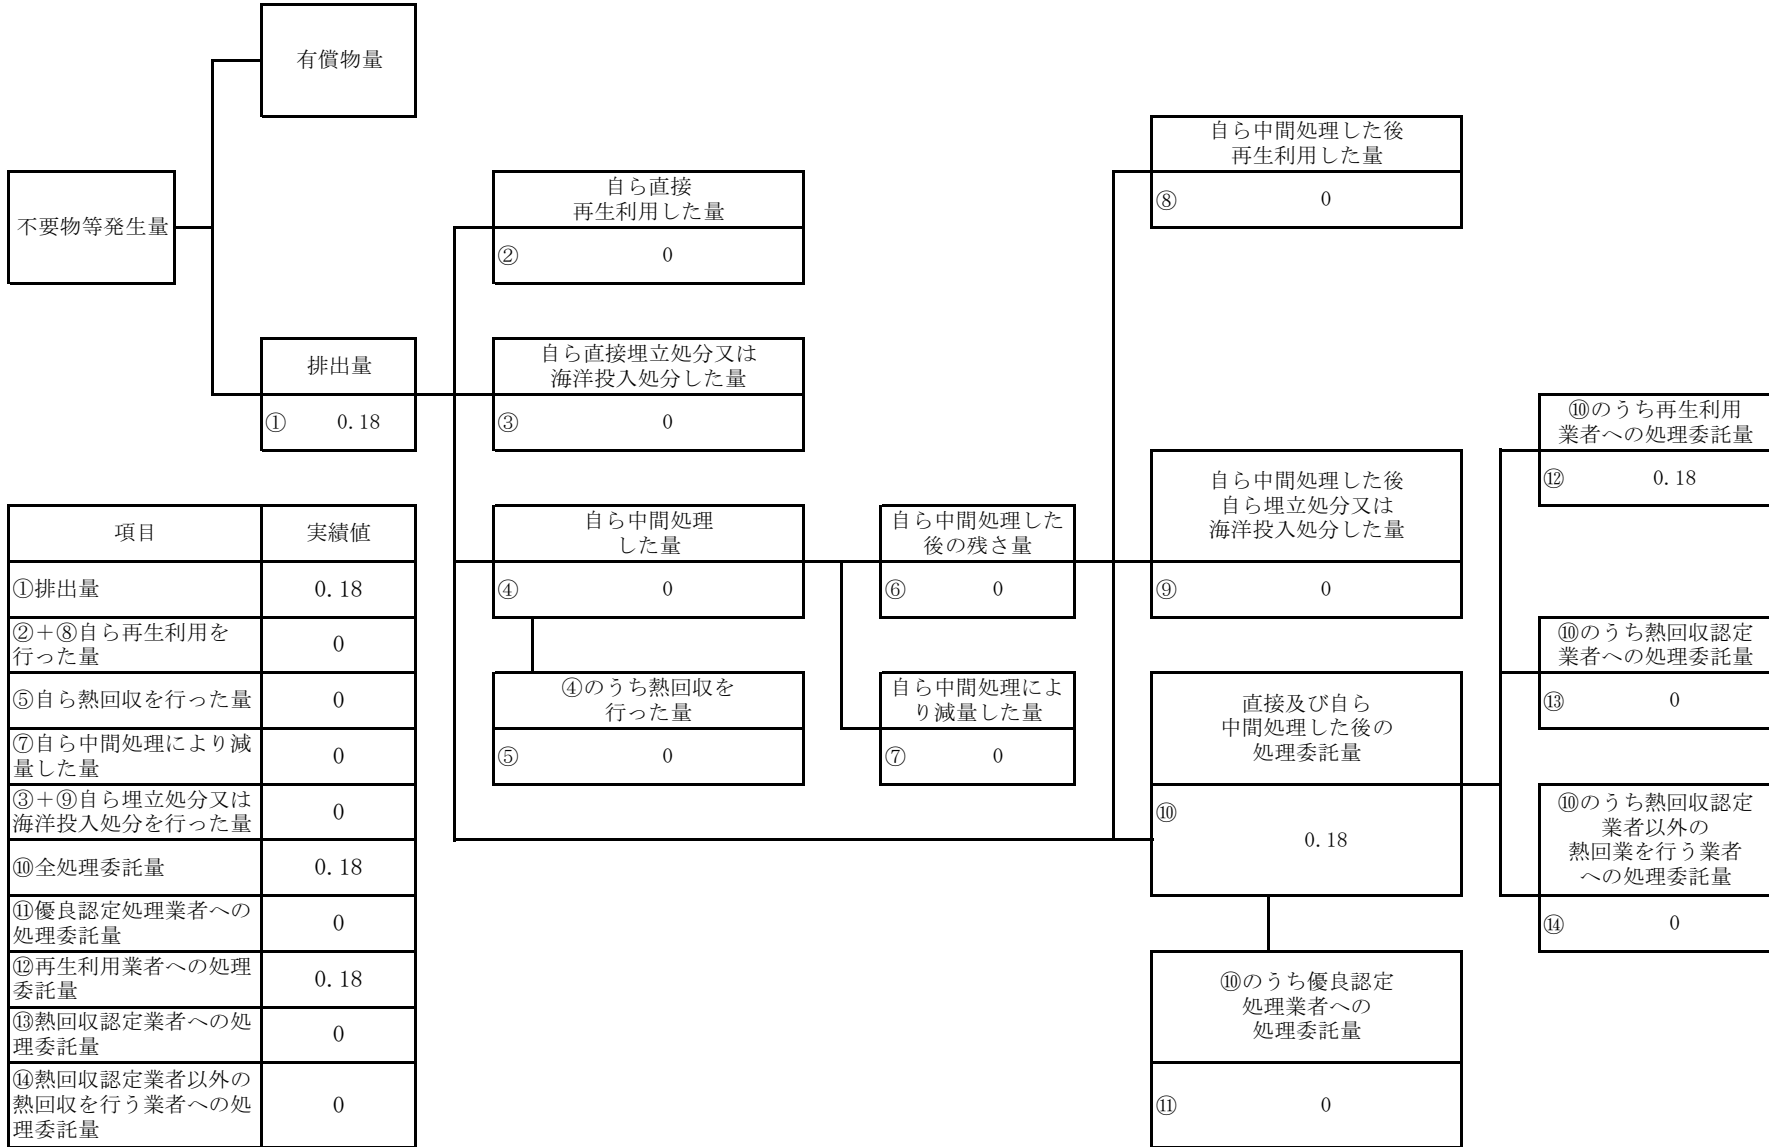 有償物量
不要物等発生量
排出量
① 0.18
自ら直接
再生利用した量
② 0
自ら直接埋立処分又は
海洋投入処分した量
③ 0
自ら中間処理
した量
④ 0
④のうち熱回収を
行った量
⑤ 0
自ら中間処理した
後の残さ量
⑥ 0
自ら中間処理によ
り減量した量
⑦ 0
自ら中間処理した後
再生利用した量
⑧ 0
自ら中間処理した後
自ら埋立処分又は
海洋投入処分した量
⑨ 0
直接及び自ら
中間処理した後の
処理委託量
⑩
0.18
⑩のうち優良認定
処理業者への
処理委託量
⑪ 0
⑩のうち再生利用
業者への処理委託量
⑫ 0.18
⑩のうち熱回収認定
業者への処理委託量
⑬ 0
⑩のうち熱回収認定
業者以外の
熱回業を行う業者
への処理委託量
⑭ 0
項目 実績値
①排出量 0.18
②＋⑧自ら再生利用を
行った量 0
⑤自ら熱回収を行った量 0
⑦自ら中間処理により減
量した量 0
③＋⑨自ら埋立処分又は
海洋投入処分を行った量 0
⑩全処理委託量 0.18
⑪優良認定処理業者への
処理委託量 0
⑫再生利用業者への処理
委託量 0.18
⑬熱回収認定業者への処
理委託量 0
⑭熱回収認定業者以外の
熱回収を行う業者への処 0
理委託量